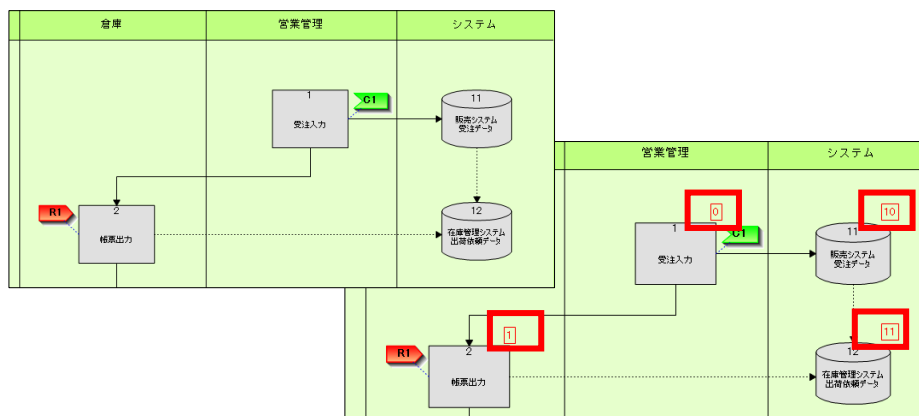 倉庫
営業管理
システム
1
受注入力
C1
11
販売システム
受注データ
R1
2
帳票出力
12
在庫管理システム
出荷依頼データ
営業管理
システム
0
1
受注入力
C1
10
11
販売システム
受注データ
1
R1
2
帳票出力
11
12
在庫管理システム
出荷依頼データ